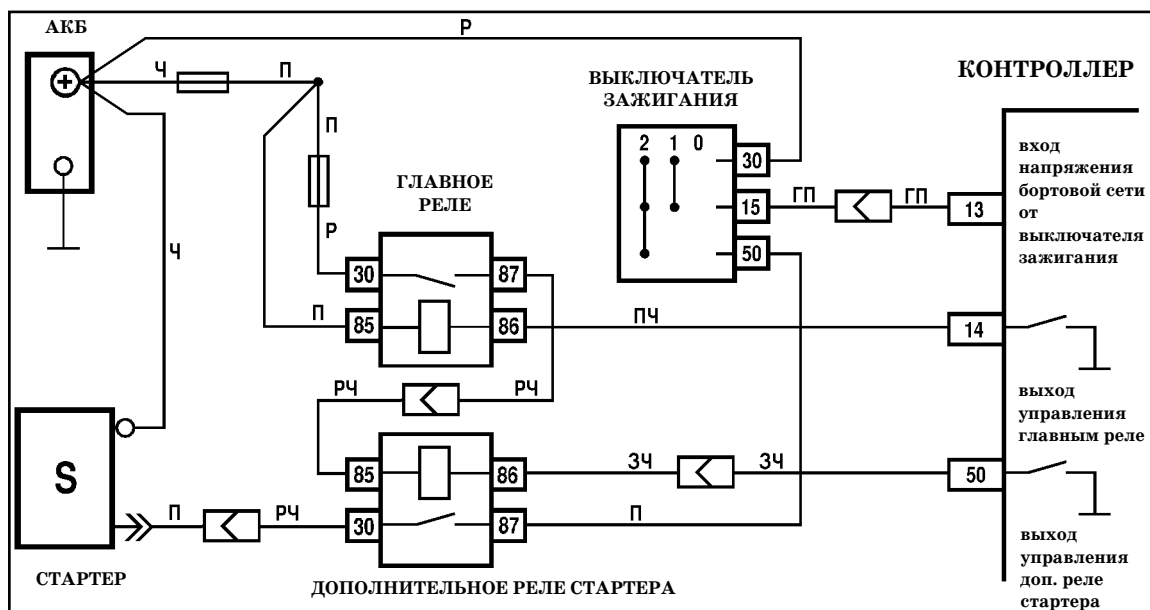 АКБ
Р
Ч
П
ВЫКЛЮЧАТЕЛЬ
ЗАЖИГАНИЯ
КОНТРОЛЛЕР
2 1 0
30
15
50
ГП
ГП
13
вход
напряжения
бортовой сети
от
выключателя
зажигания
П
Ч
ГЛАВНОЕ
РЕЛЕ
Р
30
87
П
85
86
ПЧ
14
выход
управления
главным реле
РЧ
РЧ
S
85
86
ЗЧ
ЗЧ
50
П
РЧ
30
87
П
выход
управления
доп. реле
стартера
СТАРТЕР
ДОПОЛНИТЕЛЬНОЕ РЕЛЕ СТАРТЕРА